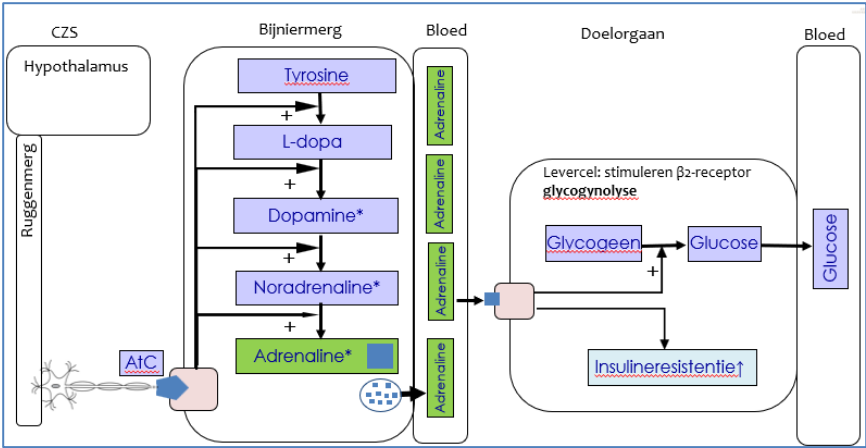 CZS
Bijniermerg
Bloed
Doelorgaan
Bloed
Hypothalamus
Ruggenmerg
AtC
Tyrosine
+
L-dopa
+
Dopamine*
+
Noradrenaline*
+
Adrenaline*
Adrenaline
Adrenaline
Adrenaline
Adrenaline
Levercel: stimuleren β2-receptor
glycogynolyse
Glycogeen
Glucose
+
Insulineresistentie↑
Glucose